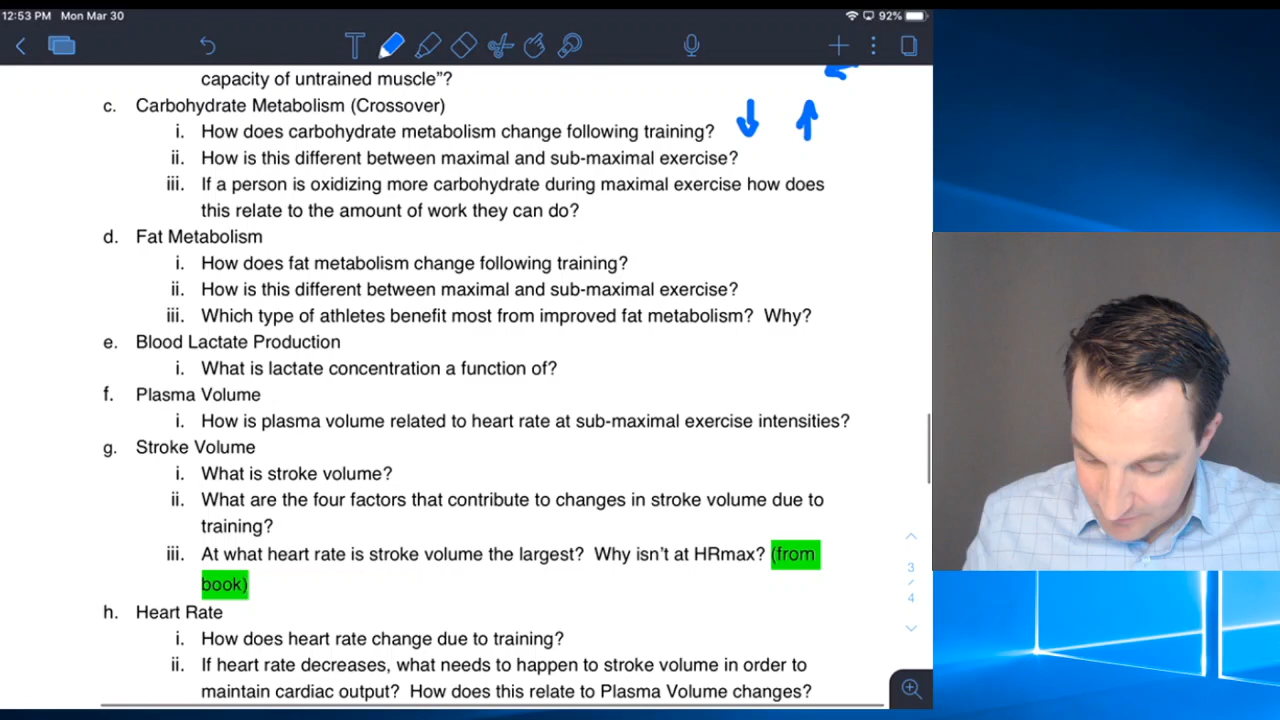 12:53 PM Mon Mar 30 92%
capacity of untrained muscle”?
c. Carbohydrate Metabolism (Crossover)
i. How does carbohydrate metabolism change following training?
ii. How is this different between maximal and sub-maximal exercise?
iii. If a person is oxidizing more carbohydrate during maximal exercise how does
this relate to the amount of work they can do?
d. Fat Metabolism
i. How does fat metabolism change following training?
ii. How is this different between maximal and sub-maximal exercise?
iii. Which type of athletes benefit most from improved fat metabolism? Why?
e. Blood Lactate Production
i. What is lactate concentration a function of?
f. Plasma Volume
i. How is plasma volume related to heart rate at sub-maximal exercise intensities?
g. Stroke Volume
i. What is stroke volume?
ii. What are the four factors that contribute to changes in stroke volume due to
training?
iii. At what heart rate is stroke volume the largest? Why isn’t at HRmax? (from
book)
3
/
4
h. Heart Rate
i. How does heart rate change due to training?
ii. If heart rate decreases, what needs to happen to stroke volume in order to
maintain cardiac output? How does this relate to Plasma Volume changes?